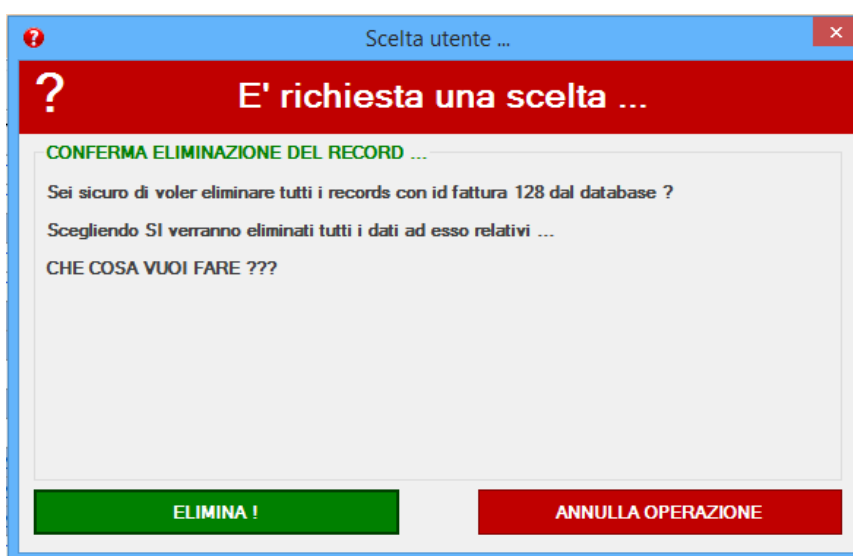 Scelta utente ...
? E' richiesta una scelta ...
CONFERMA ELIMINAZIONE DEL RECORD ...
Sei sicuro di voler eliminare tutti i records con id fattura 128 dal database ?
Scegliendo SI verranno eliminati tutti i dati ad esso relativi ...
CHE COSA VUOI FARE ???
ELIMINA ! ANNULLA OPERAZIONE